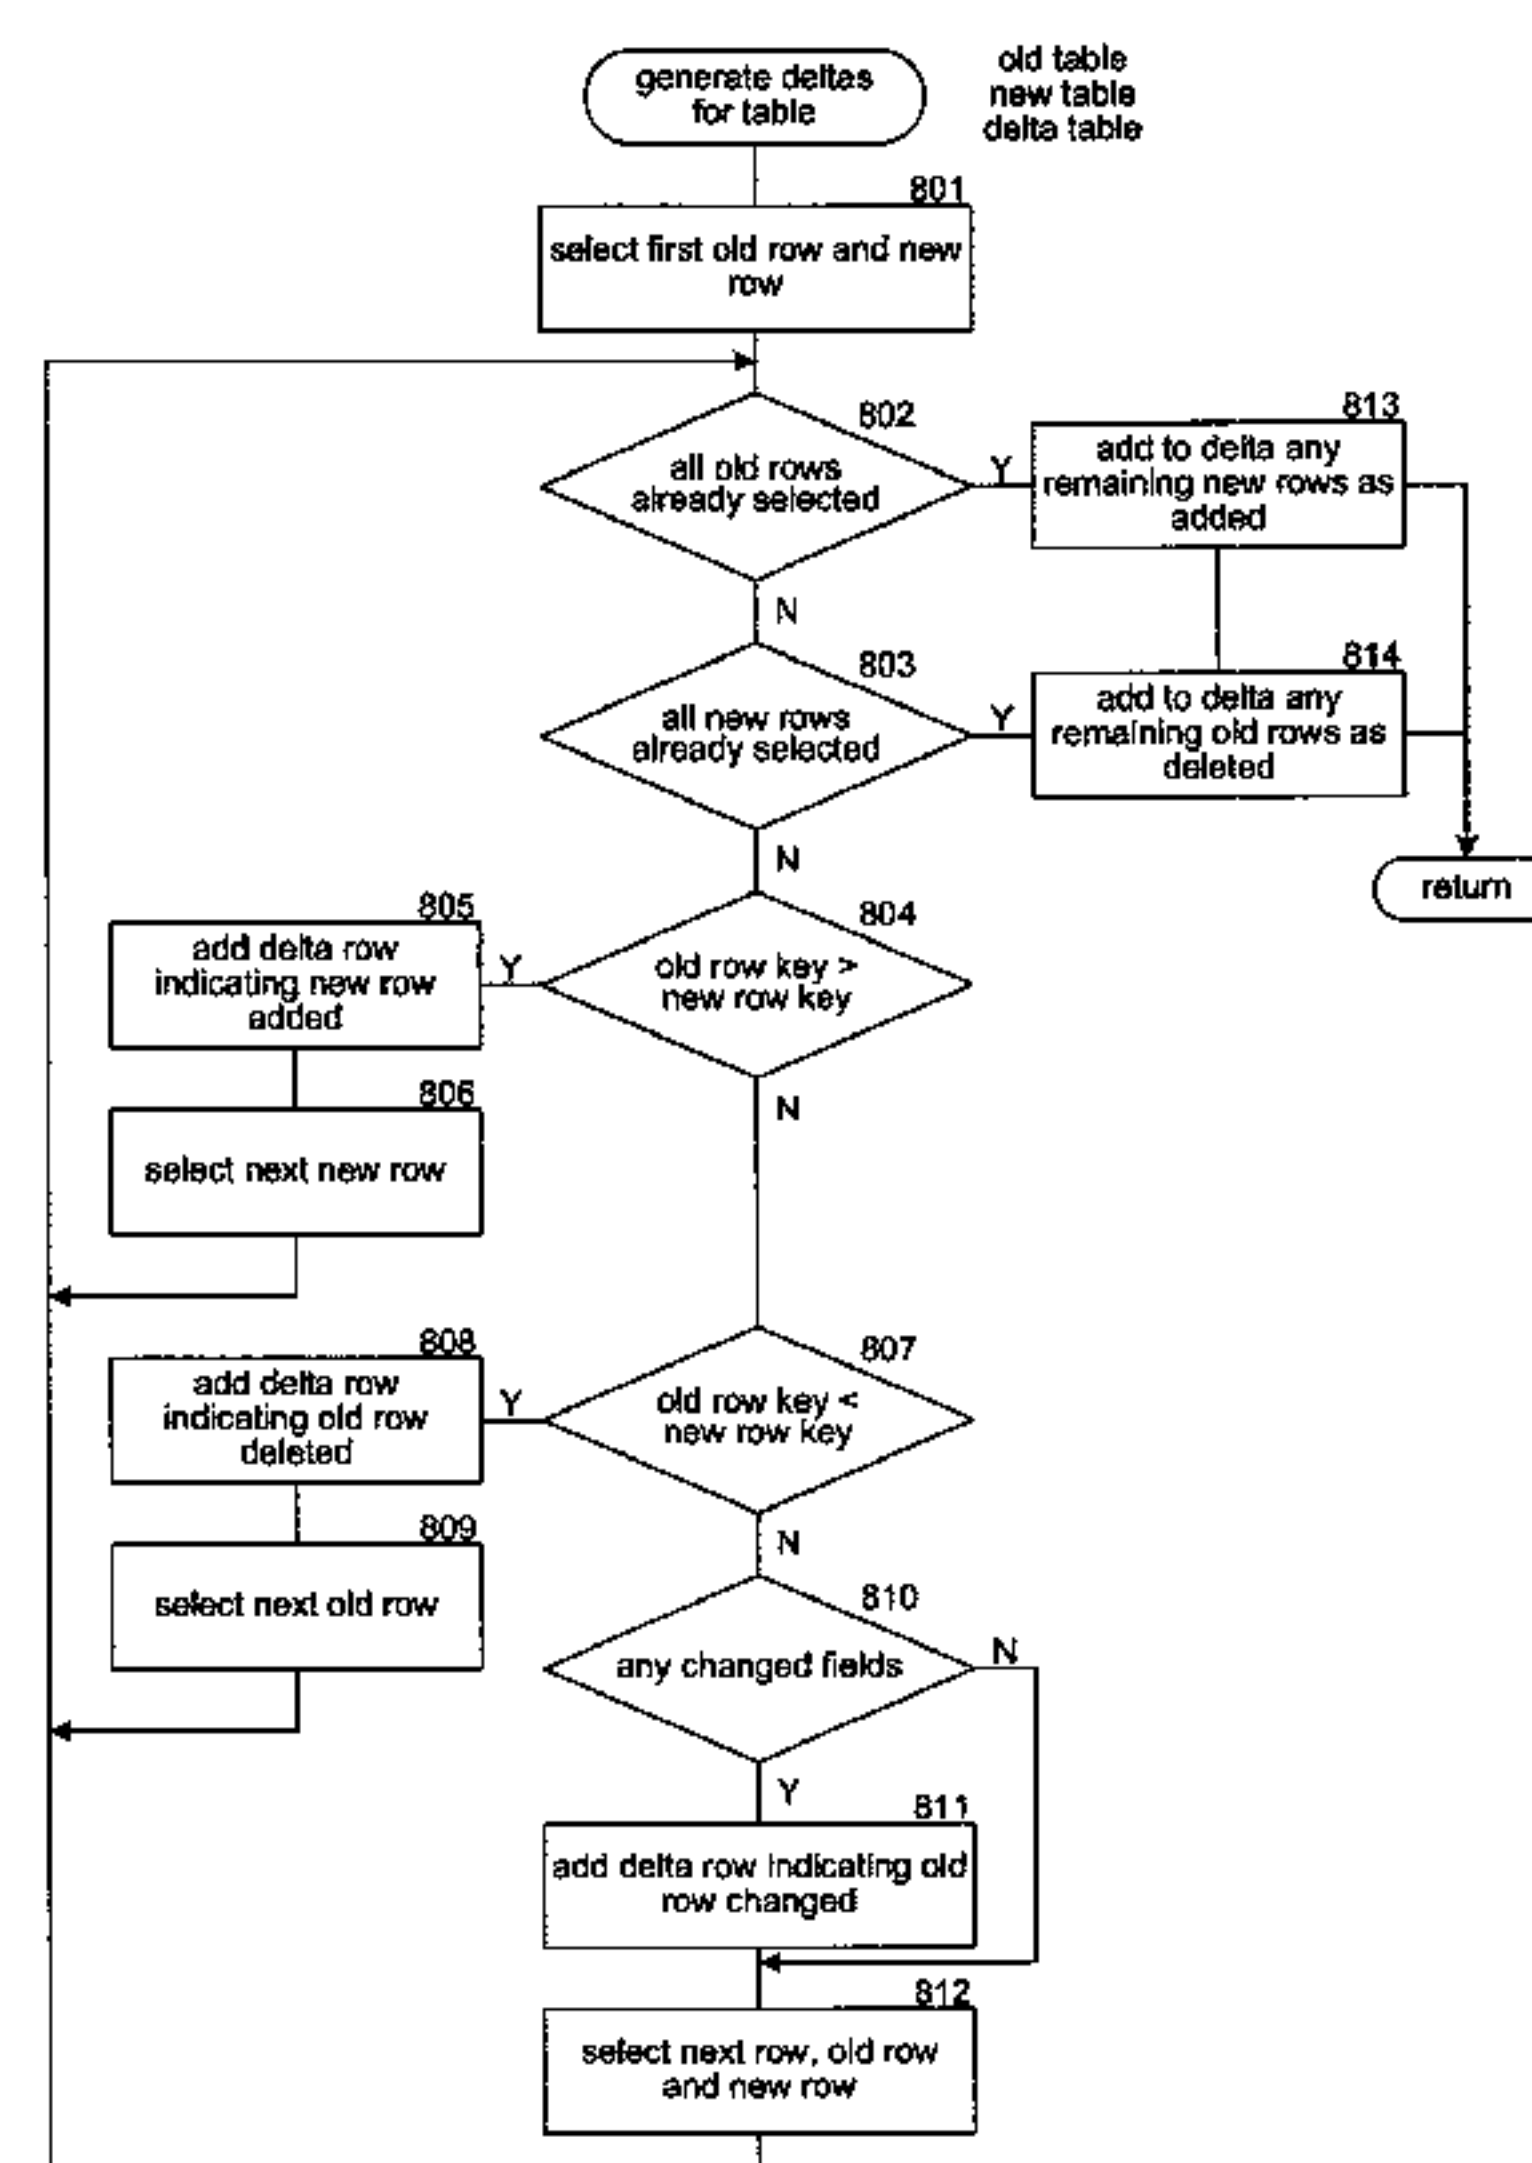 generate deltas
for table
old table
new table
delta table
801
select first old row and new
row
802
all old rows
already selected
Y
813
add to delta any
remaining new rows as
added
N
803
all new rows
already selected
Y
814
add to delta any
remaining old rows as
deleted
N
return
804
old row key >
new row key
Y
805
add delta row
indicating new row
added
806
select next new row
N
807
old row key <
new row key
Y
808
add delta row
indicating old row
deleted
809
select next old row
N
810
any changed fields
N
Y
811
add delta row indicating old
row changed
812
select next row, old row
and new row